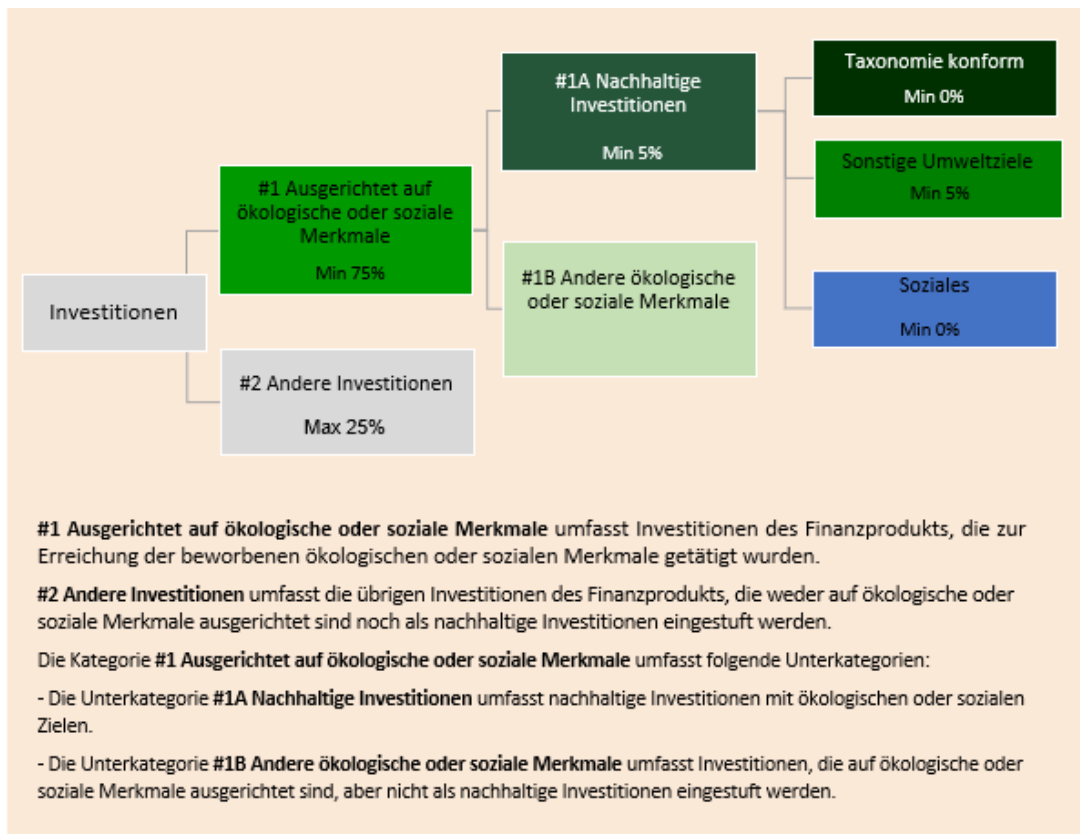 Investitionen
#1 Ausgerichtet auf
ökologische oder soziale
Merkmale
Min 75%
#2 Andere Investitionen
Max 25%
#1A Nachhaltige
Investitionen
Min 5%
#1B Andere ökologische
oder soziale Merkmale
Taxonomie konform
Min 0%
Sonstige Umweltziele
Min 5%
Soziales
Min 0%
#1 Ausgerichtet auf ökologische oder soziale Merkmale umfasst Investitionen des Finanzprodukts, die zur
Erreichung der beworbenen ökologischen oder sozialen Merkmale getätigt wurden.
#2 Andere Investitionen umfasst die übrigen Investitionen des Finanzprodukts, die weder auf ökologische oder
soziale Merkmale ausgerichtet sind noch als nachhaltige Investitionen eingestuft werden.
Die Kategorie #1 Ausgerichtet auf ökologische oder soziale Merkmale umfasst folgende Unterkategorien:
- Die Unterkategorie #1A Nachhaltige Investitionen umfasst nachhaltige Investitionen mit ökologischen oder sozialen
Zielen.
- Die Unterkategorie #1B Andere ökologische oder soziale Merkmale umfasst Investitionen, die auf ökologische oder
soziale Merkmale ausgerichtet sind, aber nicht als nachhaltige Investitionen eingestuft werden.